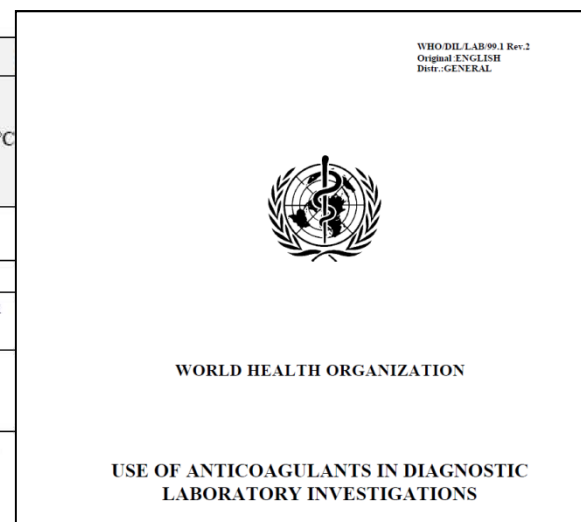 WHO/DIL/LAB/99.1 Rev.2
Original :ENGLISH
Distr.:GENERAL
°C
WORLD HEALTH ORGANIZATION
USE OF ANTICOAGULANTS IN DIAGNOSTIC
LABORATORY INVESTIGATIONS